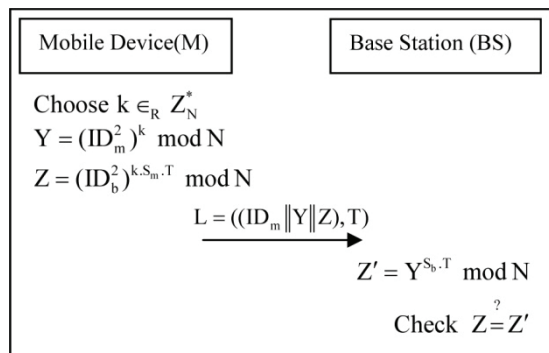 Mobile Device(M)
Base Station (BS)
Choose k ∈_R Z_N^*
Y = (ID_m^2)^k mod N
Z = (ID_b^2)^{k.S_m.T} mod N
L = ((ID_m‖Y‖Z),T)
Z′ = Y^{S_b.T} mod N
Check Z =^? Z′